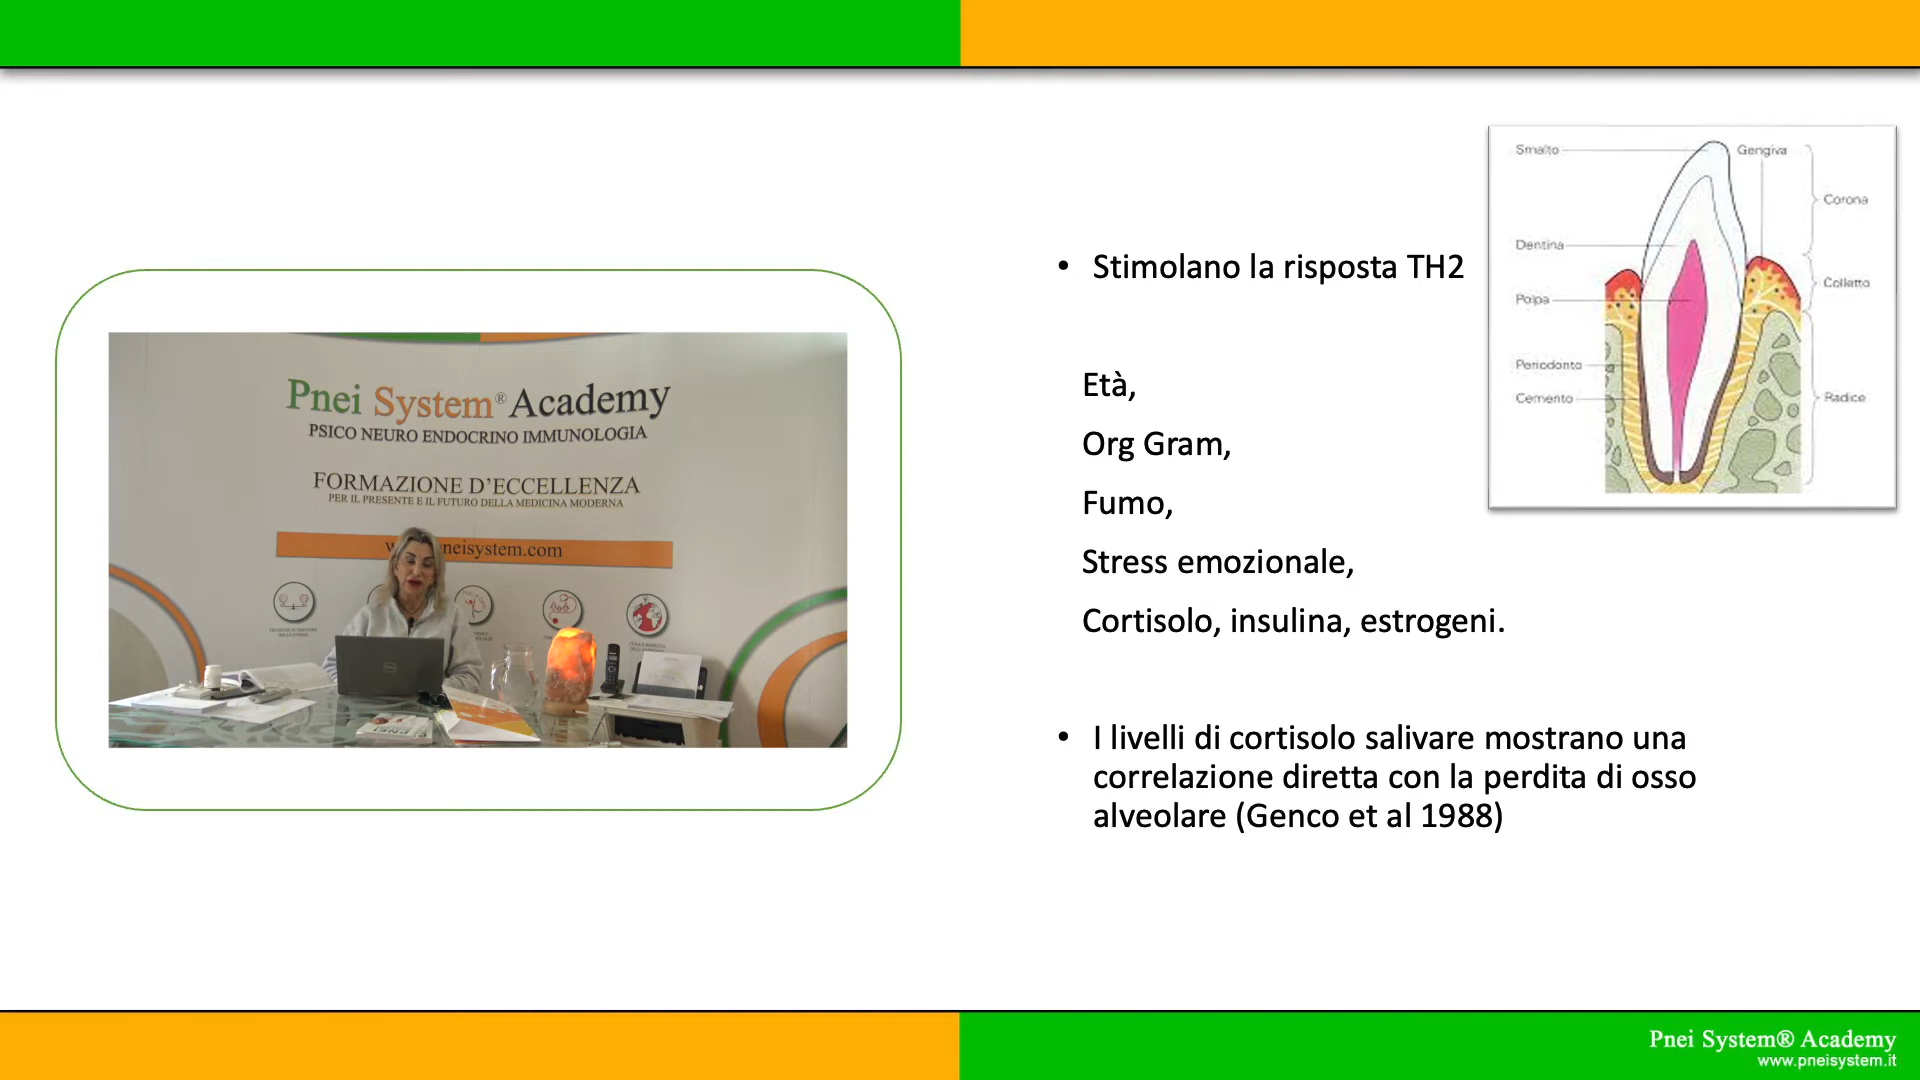 Pnei System® Academy
PSICO NEURO ENDOCRINO IMMUNOLOGIA
FORMAZIONE D'ECCELLENZA
PER IL PRESENTE E IL FUTURO DELLA MEDICINA MODERNA
neisystem.com
• Stimolano la risposta TH2
Età,
Org Gram,
Fumo,
Stress emozionale,
Cortisolo, insulina, estrogeni.
• I livelli di cortisolo salivare mostrano una
correlazione diretta con la perdita di osso
alveolare (Genco et al 1988)
Smalto
Gengiva
Corona
Dentina
Colletto
Polpa
Periodonto
Cemento
Radice
Pnei System® Academy
www.pneisystem.it